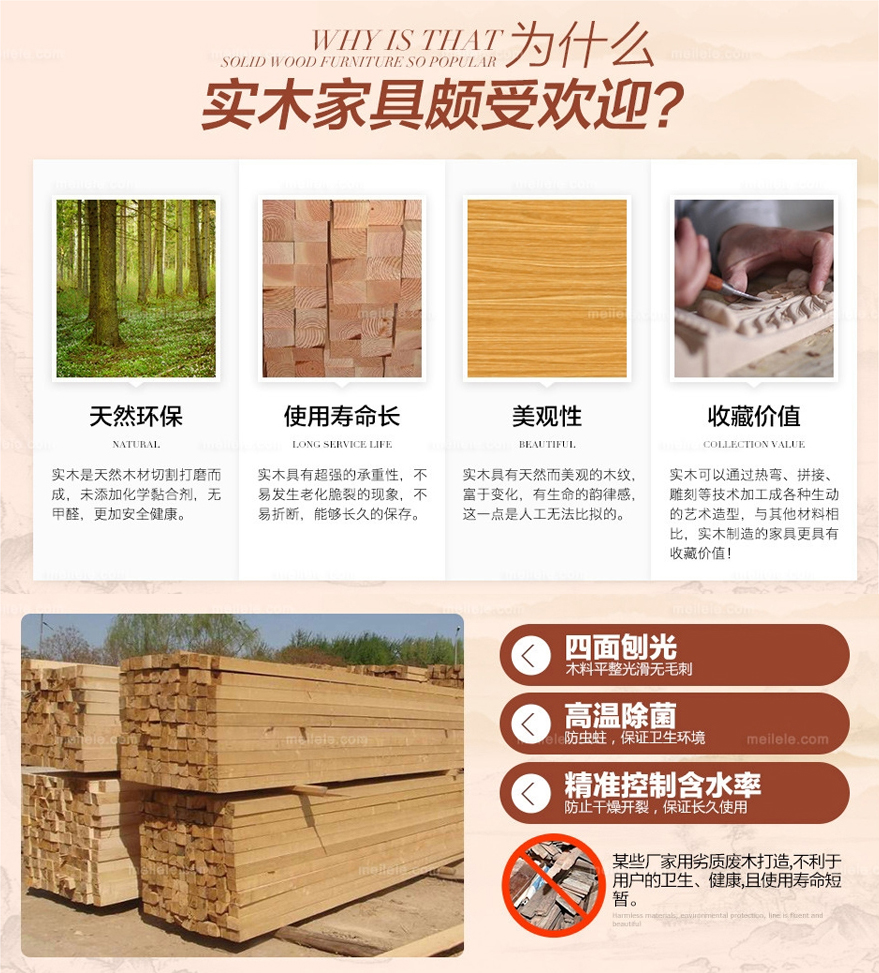 WHY IS THAT
SOLID WOOD FURNITURE SO POPULAR
为什么
实木家具颇受欢迎?
天然环保
NATURAL
实木是天然木材切割打磨而
成，未添加化学黏合剂，无
甲醛，更加安全健康。
使用寿命长
LONG SERVICE LIFE
实木具有超强的承重性，不
易发生老化脆裂的现象，不
易折断，能够长久的保存。
美观性
BEAUTIFUL
实木具有天然而美观的木纹，
富于变化，有生命的韵律感，
这一点是人工无法比拟的。
收藏价值
COLLECTION VALUE
实木可以通过热弯、拼接、
雕刻等技术加工成各种生动
的艺术造型，与其他材料相
比，实木制造的家具更具有
收藏价值！
meilele.com
四面刨光
木料平整光滑无毛刺
高温除菌
防虫蛀，保证卫生环境
精准控制含水率
防止干燥开裂，保证长久使用
某些厂家用劣质废木打造,不利于
用户的卫生、健康,且使用寿命短
暂。
Harmless materials, environmental protection, line is fluent and
beautiful